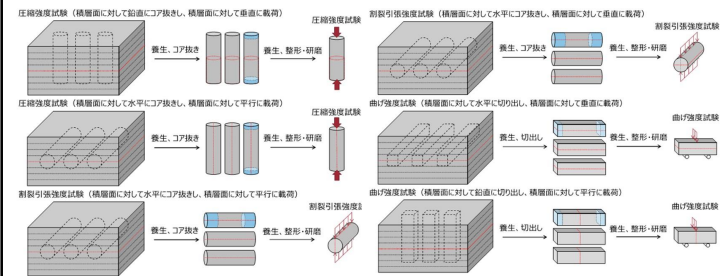 圧縮強度試験（積層面に対して鉛直にコア抜きし、積層面に対して垂直に載荷）
養生、コア抜き
養生、整形・研磨
圧縮強度試験
圧縮強度試験（積層面に対して水平にコア抜きし、積層面に対して平行に載荷）
養生、コア抜き
養生、整形・研磨
圧縮強度試験
割裂引張強度試験（積層面に対して水平にコア抜きし、積層面に対して平行に載荷）
養生、コア抜き
養生、整形・研磨
割裂引張強度試
割裂引張強度試験（積層面に対して水平にコア抜きし、積層面に対して垂直に載荷）
養生、コア抜き
養生、整形・研磨
割裂引張強度試験
曲げ強度試験（積層面に対して水平に切り出し、積層面に対して垂直に載荷）
養生、切出し
養生、整形・研磨
曲げ強度試験
曲げ強度試験（積層面に対して鉛直に切り出し、積層面に対して平行に載荷）
養生、切出し
養生、整形・研磨
曲げ強度試験